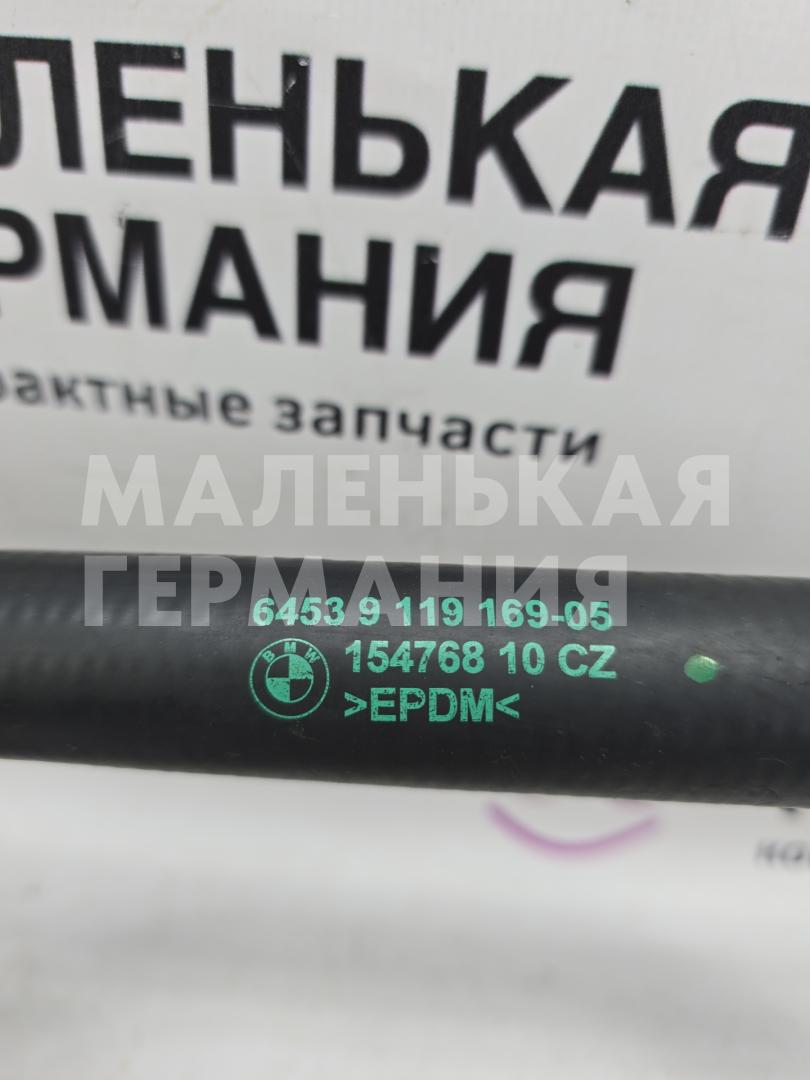 ЛЕНЬКАЯ
РМАНИЯ
рактные запчасти
МАЛЕНЬКАЯ
ГЕРМАНИЯ
6453 9 119 169-05
BMW
154768 10 CZ
>EPDM<